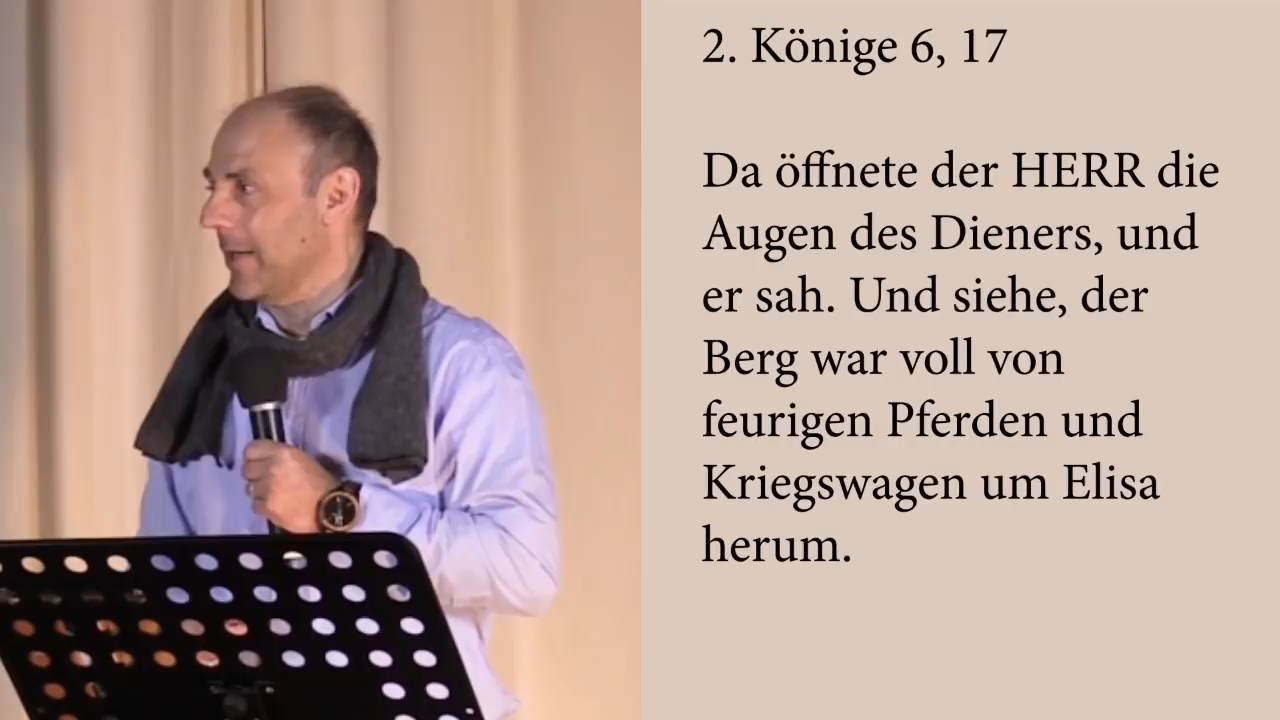 2. Könige 6, 17
Da öffnete der HERR die
Augen des Dieners, und
er sah. Und siehe, der
Berg war voll von
feurigen Pferden und
Kriegswagen um Elisa
herum.